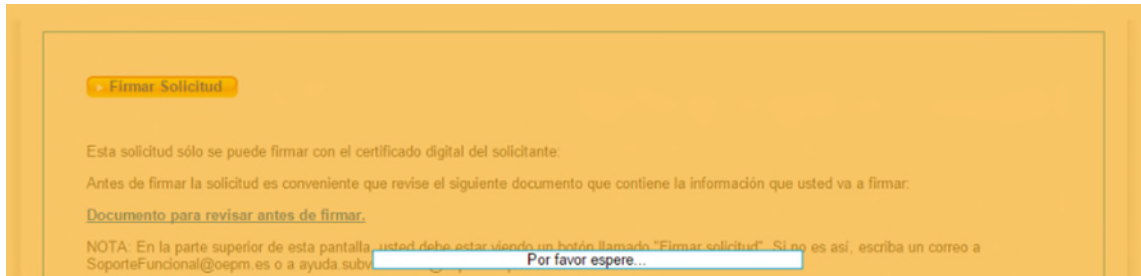 Firmar Solicitud
Esta solicitud sólo se puede firmar con el certificado digital del solicitante:
Antes de firmar la solicitud es conveniente que revise el siguiente documento que contiene la información que usted va a firmar:
Documento para revisar antes de firmar.
NOTA: En la parte superior de esta pantalla, usted debe estar viendo un botón llamado "Firmar solicitud". Si no es así, escriba un correo a
SoporteFuncional@oepm.es o a ayuda.subv
Por favor espere...